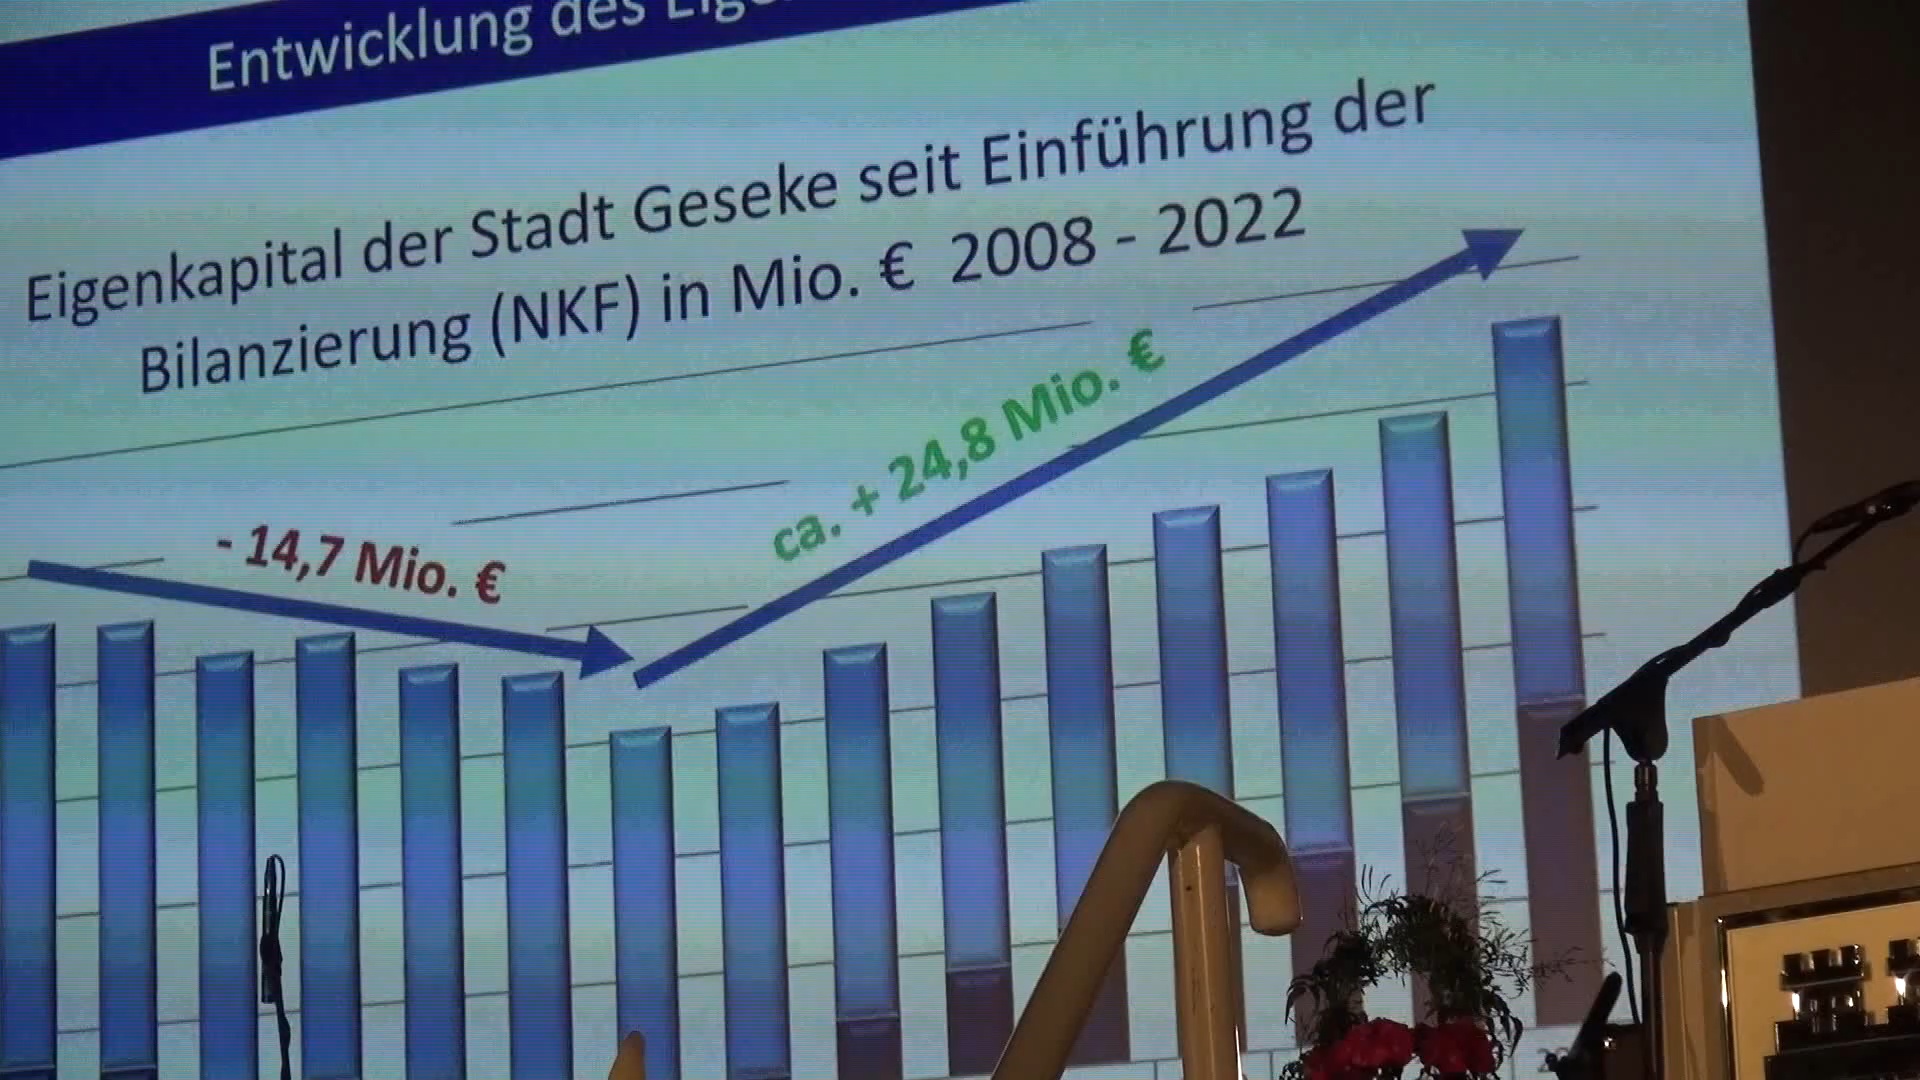 Entwicklung des
Eigenkapital der Stadt Geseke seit Einführung der
Bilanzierung (NKF) in Mio. € 2008 - 2022
- 14,7 Mio. €
ca. + 24,8 Mio. €